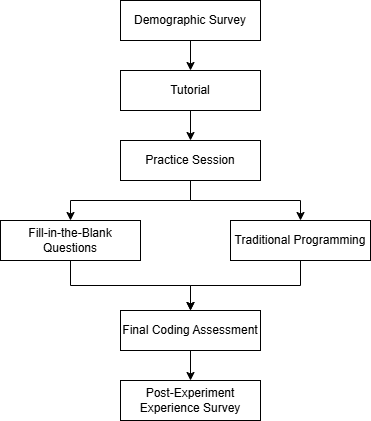 Demographic Survey
Tutorial
Practice Session
Fill-in-the-Blank
Questions
Traditional Programming
Final Coding Assessment
Post-Experiment
Experience Survey